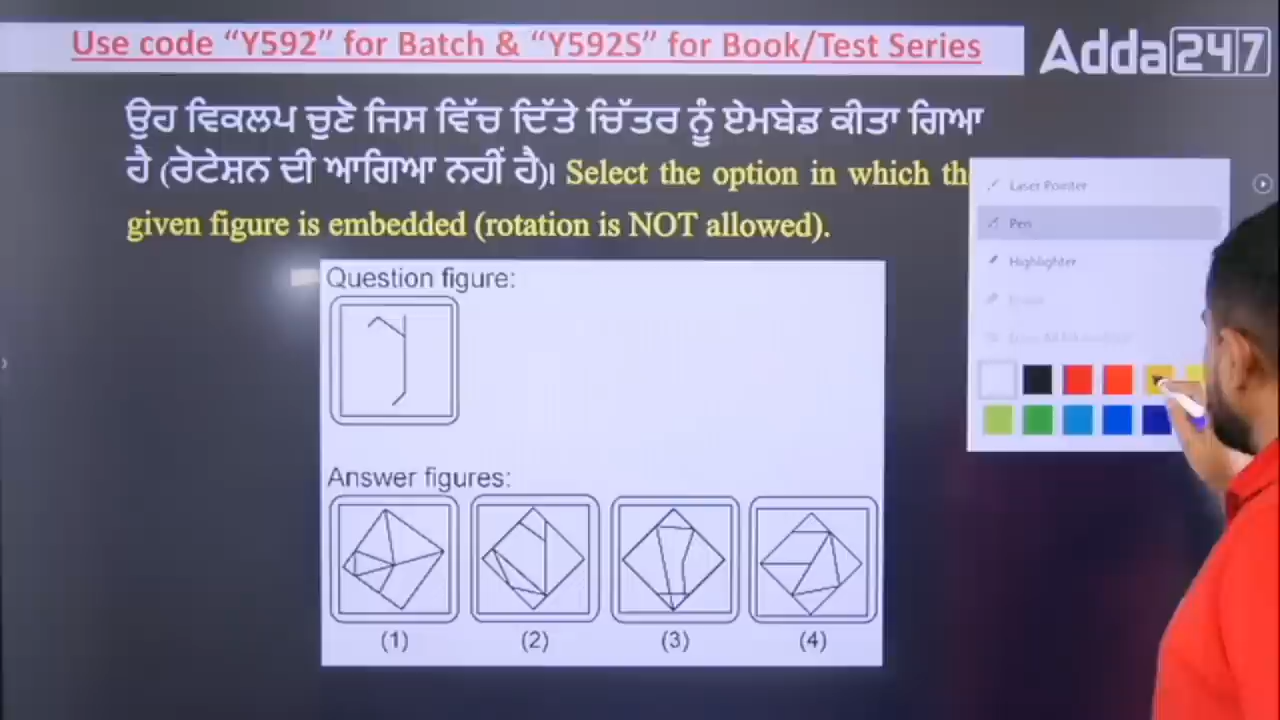 Use code “Y592” for Batch & “Y592S” for Book/Test Series
Adda247
ਉਹ ਵਿਕਲਪ ਚੁਣੋ ਜਿਸ ਵਿੱਚ ਦਿੱਤੇ ਚਿੱਤਰ ਨੂੰ ਏਮਬੇਡ ਕੀਤਾ ਗਿਆ
ਹੈ (ਰੋਟੇਸ਼ਨ ਦੀ ਆਗਿਆ ਨਹੀਂ ਹੈ)। Select the option in which th
given figure is embedded (rotation is NOT allowed).
Laser Pointer
Pen
Highlighter
Question figure:
Answer figures:
(1) (2) (3) (4)